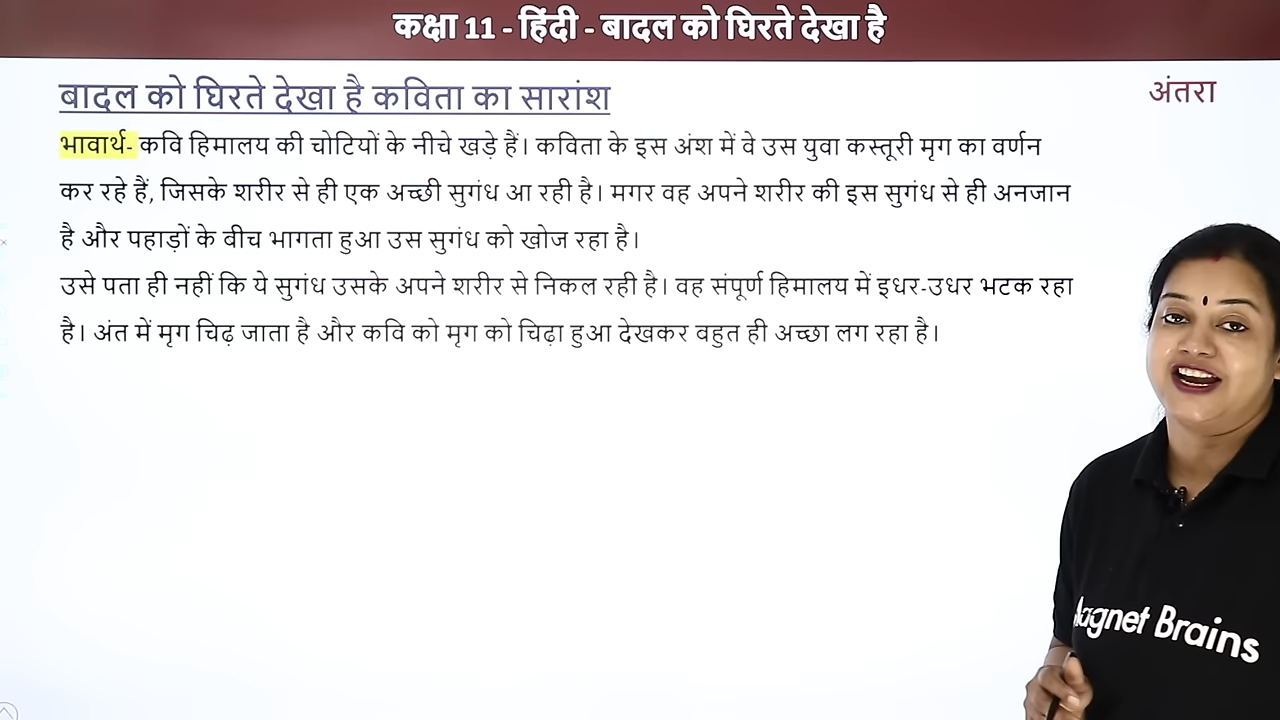 कक्षा 11 - हिंदी - बादल को घिरते देखा है
बादल को घिरते देखा है कविता का सारांश
अंतरा
भावार्थ- कवि हिमालय की चोटियों के नीचे खड़े हैं। कविता के इस अंश में वे उस युवा कस्तूरी मृग का वर्णन
कर रहे हैं, जिसके शरीर से ही एक अच्छी सुगंध आ रही है। मगर वह अपने शरीर की इस सुगंध से ही अनजान
है और पहाड़ों के बीच भागता हुआ उस सुगंध को खोज रहा है।
उसे पता ही नहीं कि ये सुगंध उसके अपने शरीर से निकल रही है। वह संपूर्ण हिमालय में इधर-उधर भटक रहा
है। अंत में मृग चिढ़ जाता है और कवि को मृग को चिढ़ा हुआ देखकर बहुत ही अच्छा लग रहा है।
Magnet Brains